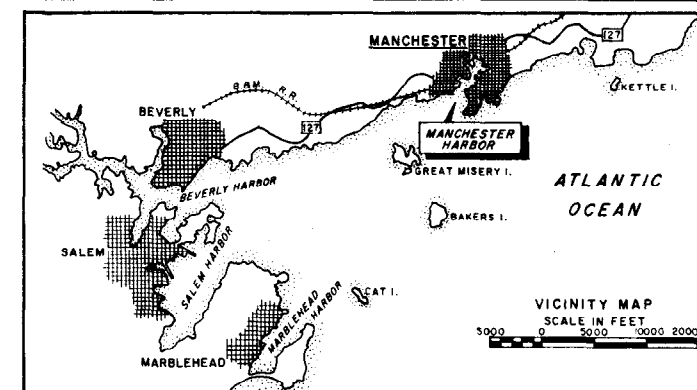 MANCHESTER
127
KETTLE I.
B. & M. R.R.
BEVERLY
127
MANCHESTER
HARBOR
GREAT MISERY I.
ATLANTIC
OCEAN
BEVERLY HARBOR
BAKERS I.
SALEM
SALEM HARBOR
CAT I.
MARBLEHEAD
HARBOR
MARBLEHEAD
VICINITY MAP
SCALE IN FEET
5000 0 5000 10000